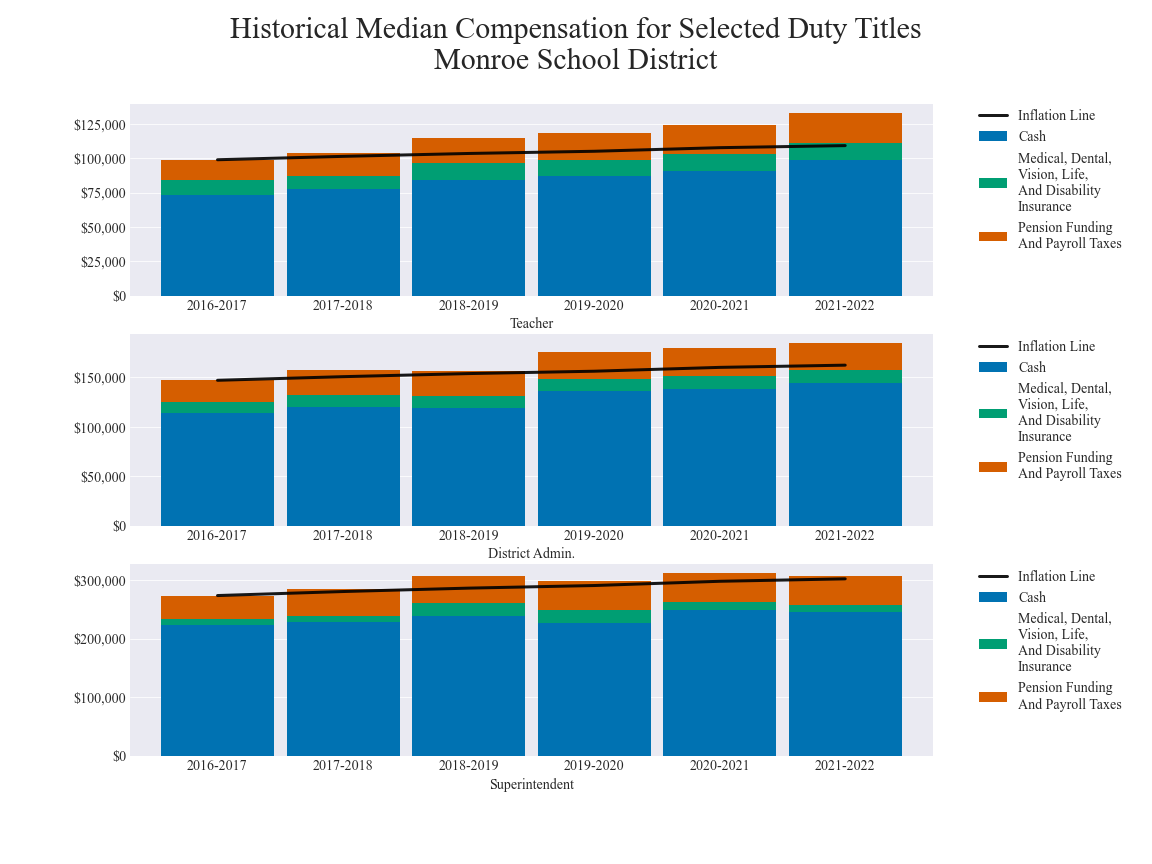 Historical Median Compensation for Selected Duty Titles
Monroe School District
$125,000
$100,000
$75,000
$50,000
$25,000
$0
2016-2017 2017-2018 2018-2019 2019-2020 2020-2021 2021-2022
Teacher
Inflation Line
Cash
Medical, Dental,
Vision, Life,
And Disability
Insurance
Pension Funding
And Payroll Taxes
$150,000
$100,000
$50,000
$0
2016-2017 2017-2018 2018-2019 2019-2020 2020-2021 2021-2022
District Admin.
Inflation Line
Cash
Medical, Dental,
Vision, Life,
And Disability
Insurance
Pension Funding
And Payroll Taxes
$300,000
$200,000
$100,000
$0
2016-2017 2017-2018 2018-2019 2019-2020 2020-2021 2021-2022
Superintendent
Inflation Line
Cash
Medical, Dental,
Vision, Life,
And Disability
Insurance
Pension Funding
And Payroll Taxes